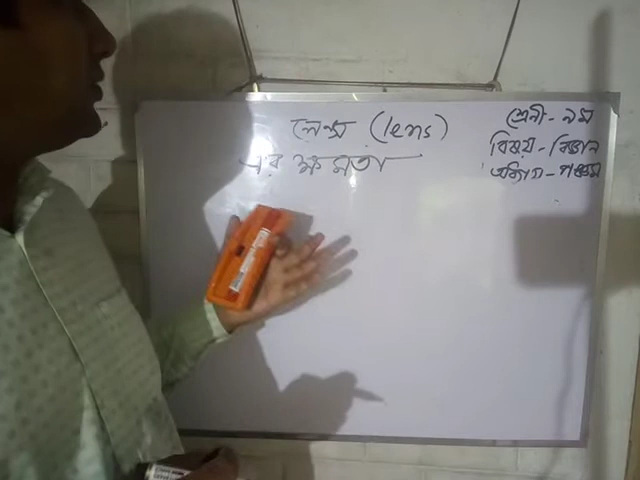 লেন্স (lens)
এর ক্ষমতা
শ্রেনী - ৯ম
বিষয় - বিজ্ঞান
অধ্যায় - পঞ্চম